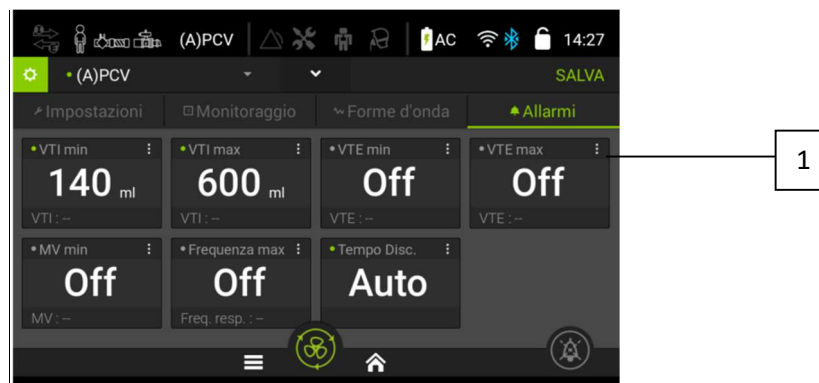 (A)PCV AC 14:27
(A)PCV SALVA
Impostazioni Monitoraggio Forme d'onda Allarmi
VTI min VTI max VTE min VTE max
140 ml 600 ml Off Off
VTI : -- VTI : -- VTE : -- VTE : --
MV min Frequenza max Tempo Disc.
Off Off Auto
MV : -- Freq. resp. : --
1